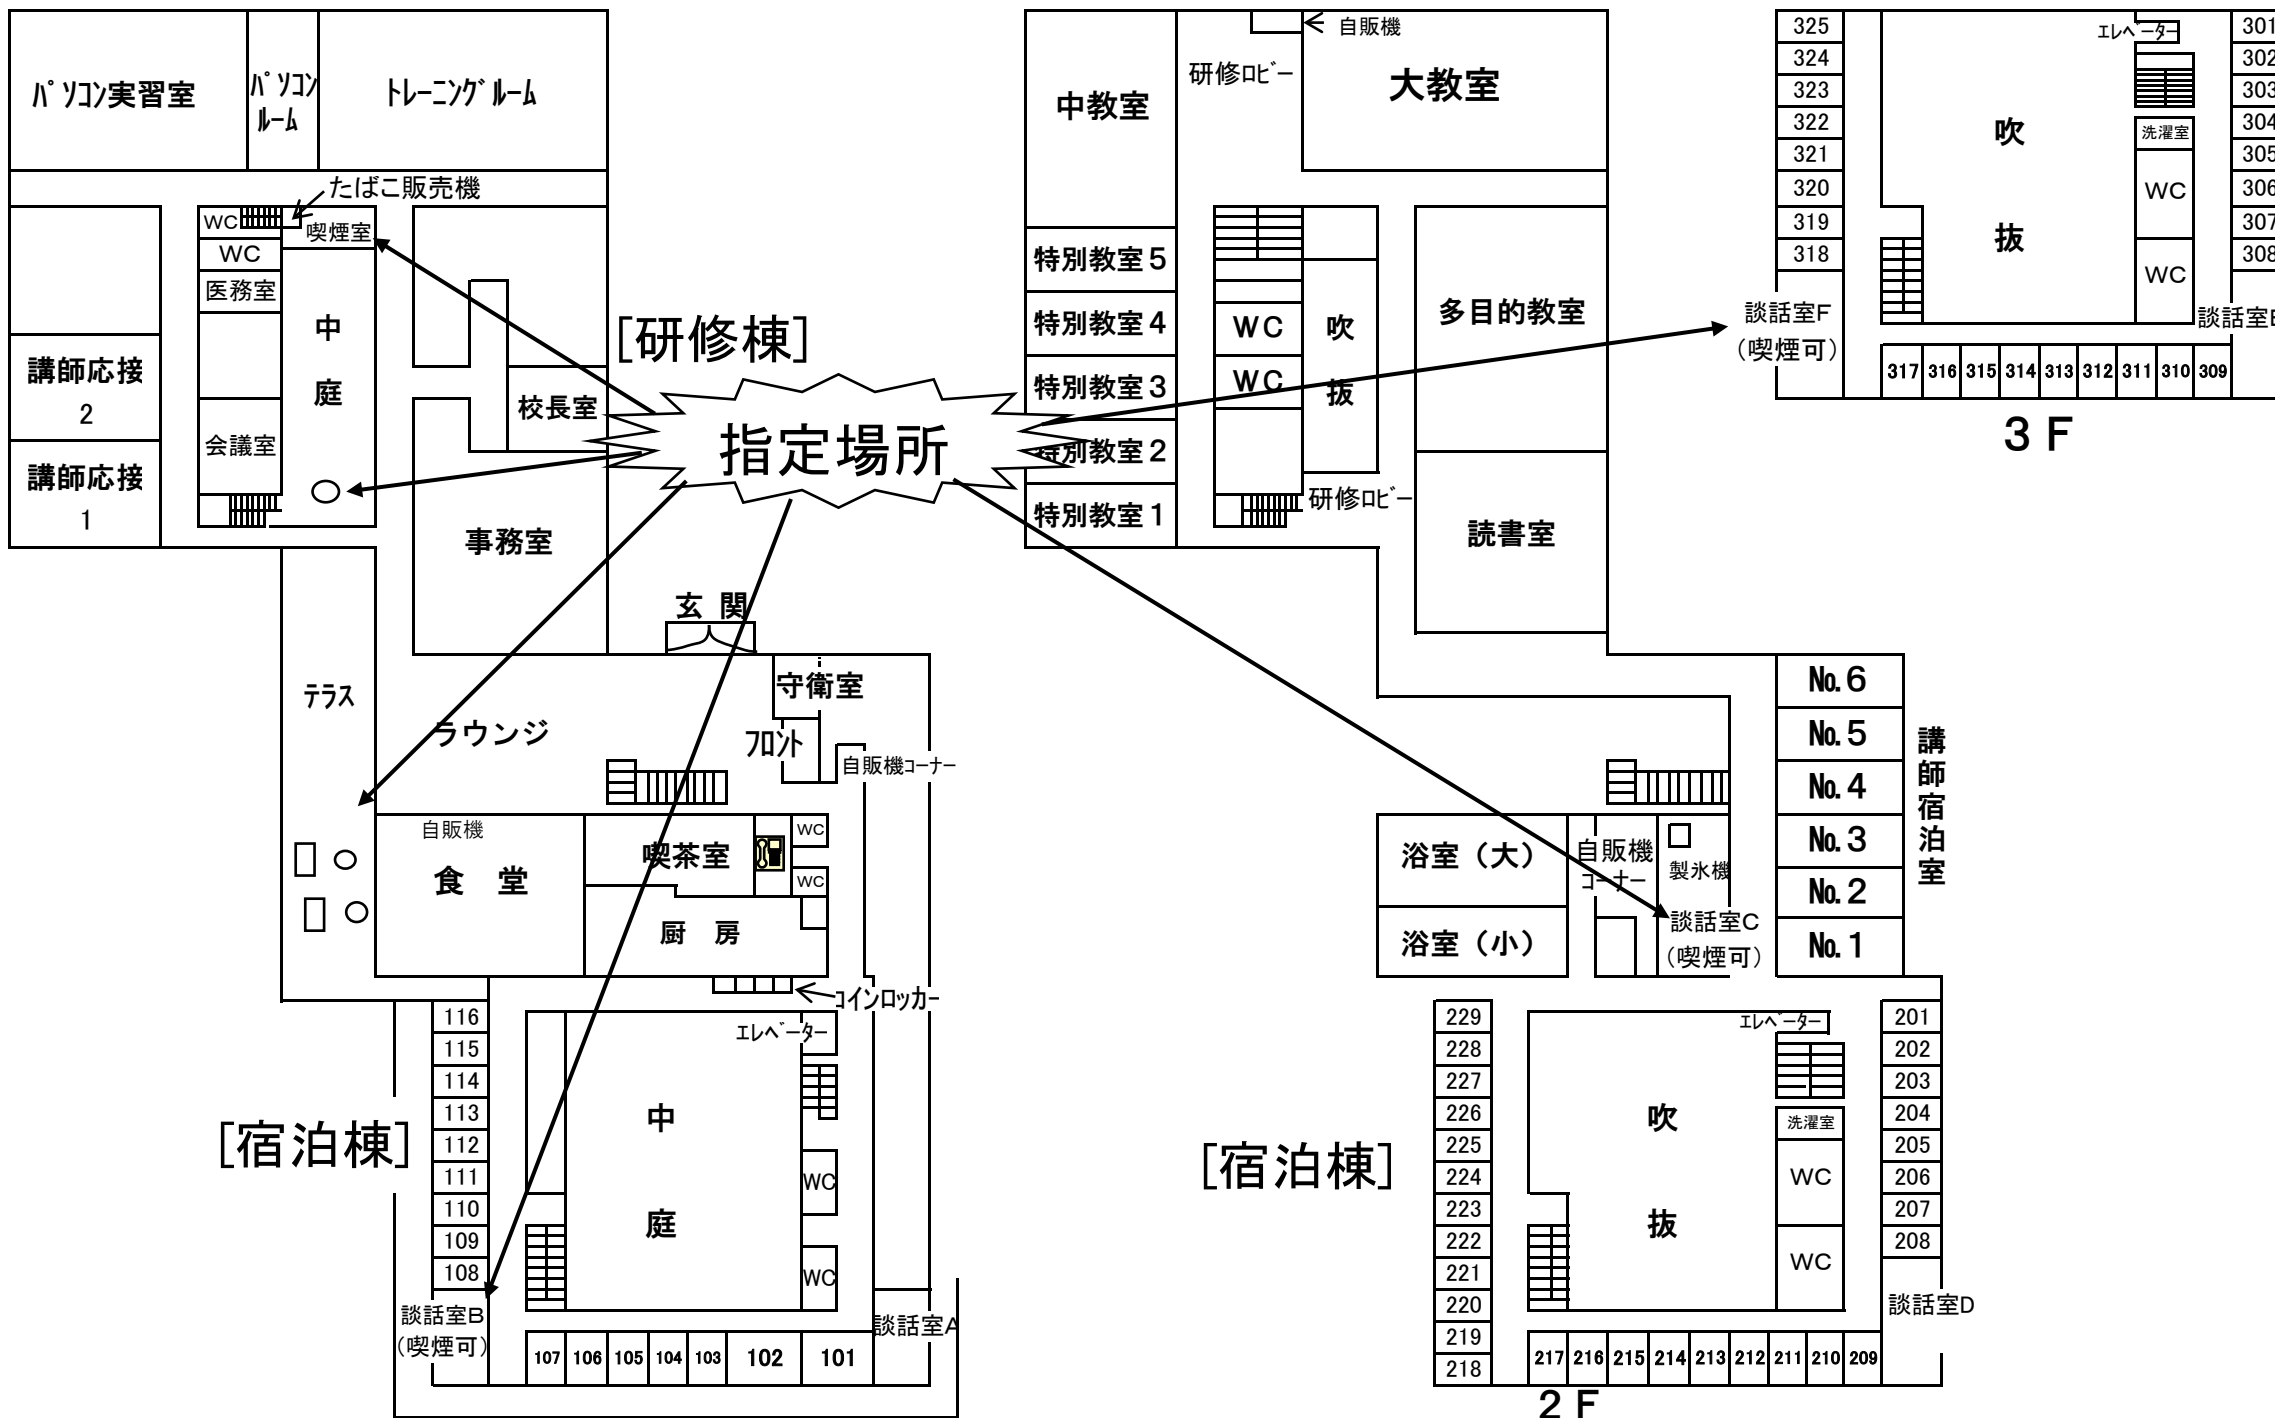 パソコン実習室
パソコン
ルーム
トレーニングルーム
たばこ販売機
WC
喫煙室
WC
医務室
中
庭
会議室
講師応接
2
講師応接
1
校長室
事務室
[研修棟]
指定場所
玄 関
守衛室
フロント
ラウンジ
テラス
自販機コーナー
自販機
食 堂
喫茶室
WC
WC
厨 房
コインロッカー
エレベーター
116
115
114
113
112
111
110
109
108
中
庭
WC
WC
[宿泊棟]
談話室B
(喫煙可)
107
106
105
104
103
102
101
談話室A
自販機
研修ロビー
中教室
大教室
特別教室5
特別教室4
特別教室3
特別教室2
特別教室1
WC
WC
吹
抜
多目的教室
研修ロビー
読書室
No.6
No.5
No.4
No.3
No.2
No.1
講師宿泊室
浴室(大)
浴室(小)
自販機
コーナー
製氷機
談話室C
(喫煙可)
[宿泊棟]
229
228
227
226
225
224
223
222
221
220
219
218
エレベーター
吹
抜
洗濯室
WC
WC
201
202
203
204
205
206
207
208
談話室D
217
216
215
214
213
212
211
210
209
2F
325
324
323
322
321
320
319
318
エレベーター
吹
抜
洗濯室
WC
WC
301
302
303
304
305
306
307
308
談話室F
(喫煙可)
談話室E
317
316
315
314
313
312
311
310
309
3F